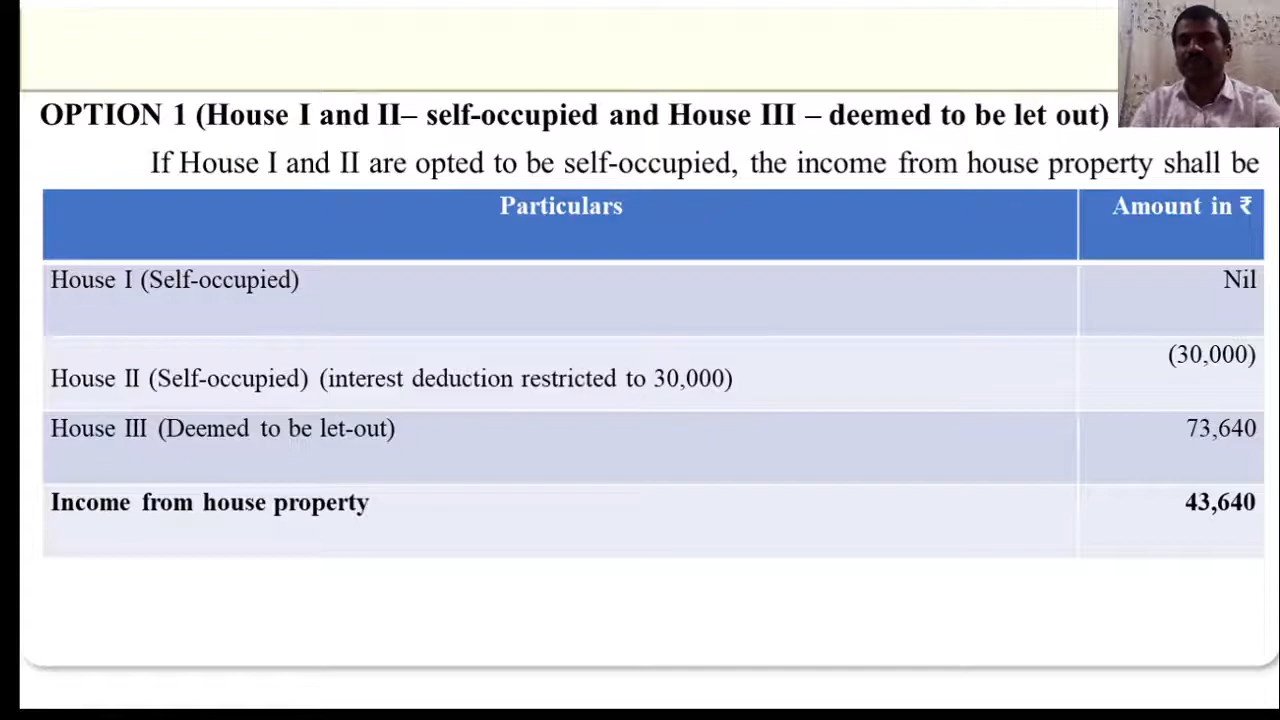 OPTION 1 (House I and II– self-occupied and House III – deemed to be let out)
If House I and II are opted to be self-occupied, the income from house property shall be
Particulars Amount in ₹
House I (Self-occupied) Nil
House II (Self-occupied) (interest deduction restricted to 30,000) (30,000)
House III (Deemed to be let-out) 73,640
Income from house property 43,640